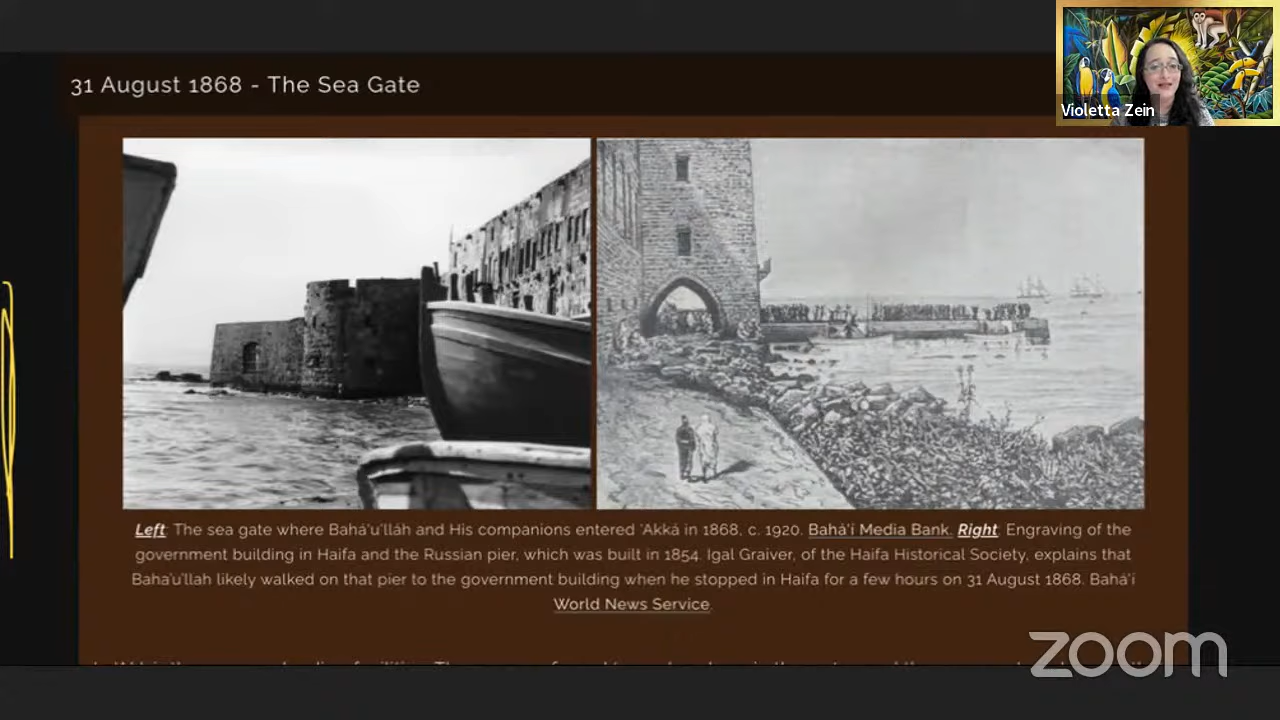 31 August 1868 - The Sea Gate
Violetta Zein
Left: The sea gate where Bahá'u'lláh and His companions entered 'Akká in 1868, c. 1920. Bahá'í Media Bank. Right: Engraving of the
government building in Haifa and the Russian pier, which was built in 1854. Igal Graiver, of the Haifa Historical Society, explains that
Baha'u'llah likely walked on that pier to the government building when he stopped in Haifa for a few hours on 31 August 1868. Bahá'í
World News Service.
zoom